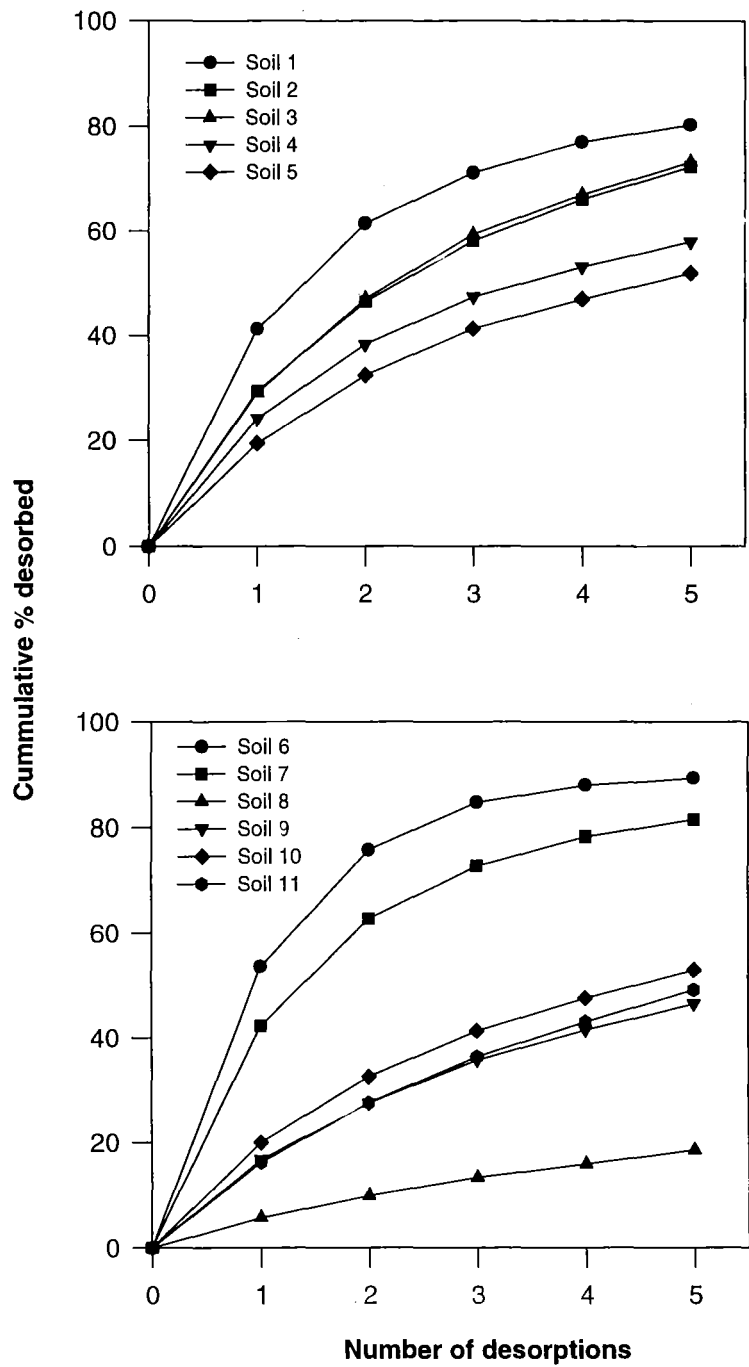 100
80
60
40
20
0
Soil 1
Soil 2
Soil 3
Soil 4
Soil 5
0 1 2 3 4 5
Cummulative % desorbed
100
80
60
40
20
0
Soil 6
Soil 7
Soil 8
Soil 9
Soil 10
Soil 11
0 1 2 3 4 5
Number of desorptions